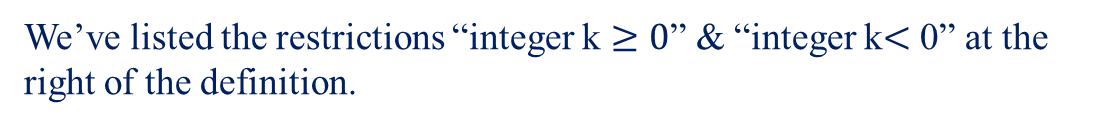 We’ve listed the restrictions “integer k ≥ 0” & “integer k< 0” at the
right of the definition.